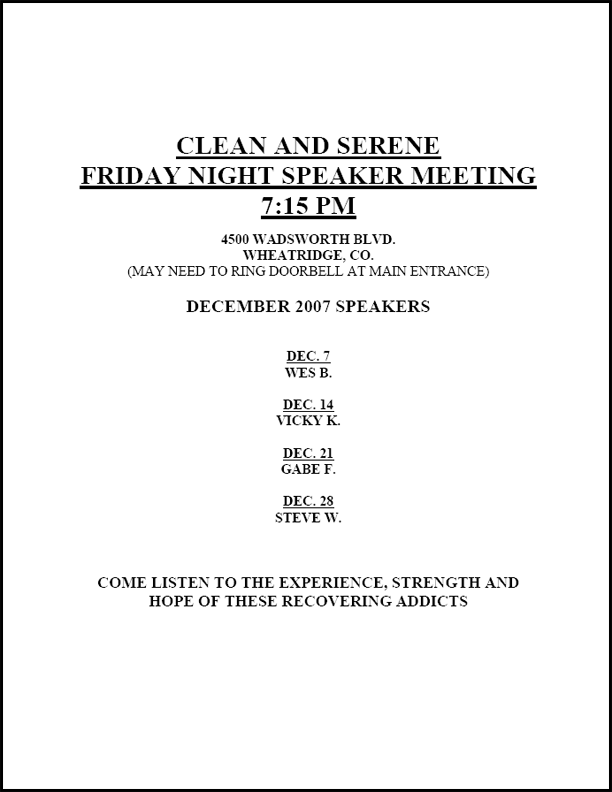 CLEAN AND SERENE
FRIDAY NIGHT SPEAKER MEETING
7:15 PM
4500 WADSWORTH BLVD.
WHEATRIDGE, CO.
(MAY NEED TO RING DOORBELL AT MAIN ENTRANCE)
DECEMBER 2007 SPEAKERS
DEC. 7
WES B.
DEC. 14
VICKY K.
DEC. 21
GABE F.
DEC. 28
STEVE W.
COME LISTEN TO THE EXPERIENCE, STRENGTH AND
HOPE OF THESE RECOVERING ADDICTS